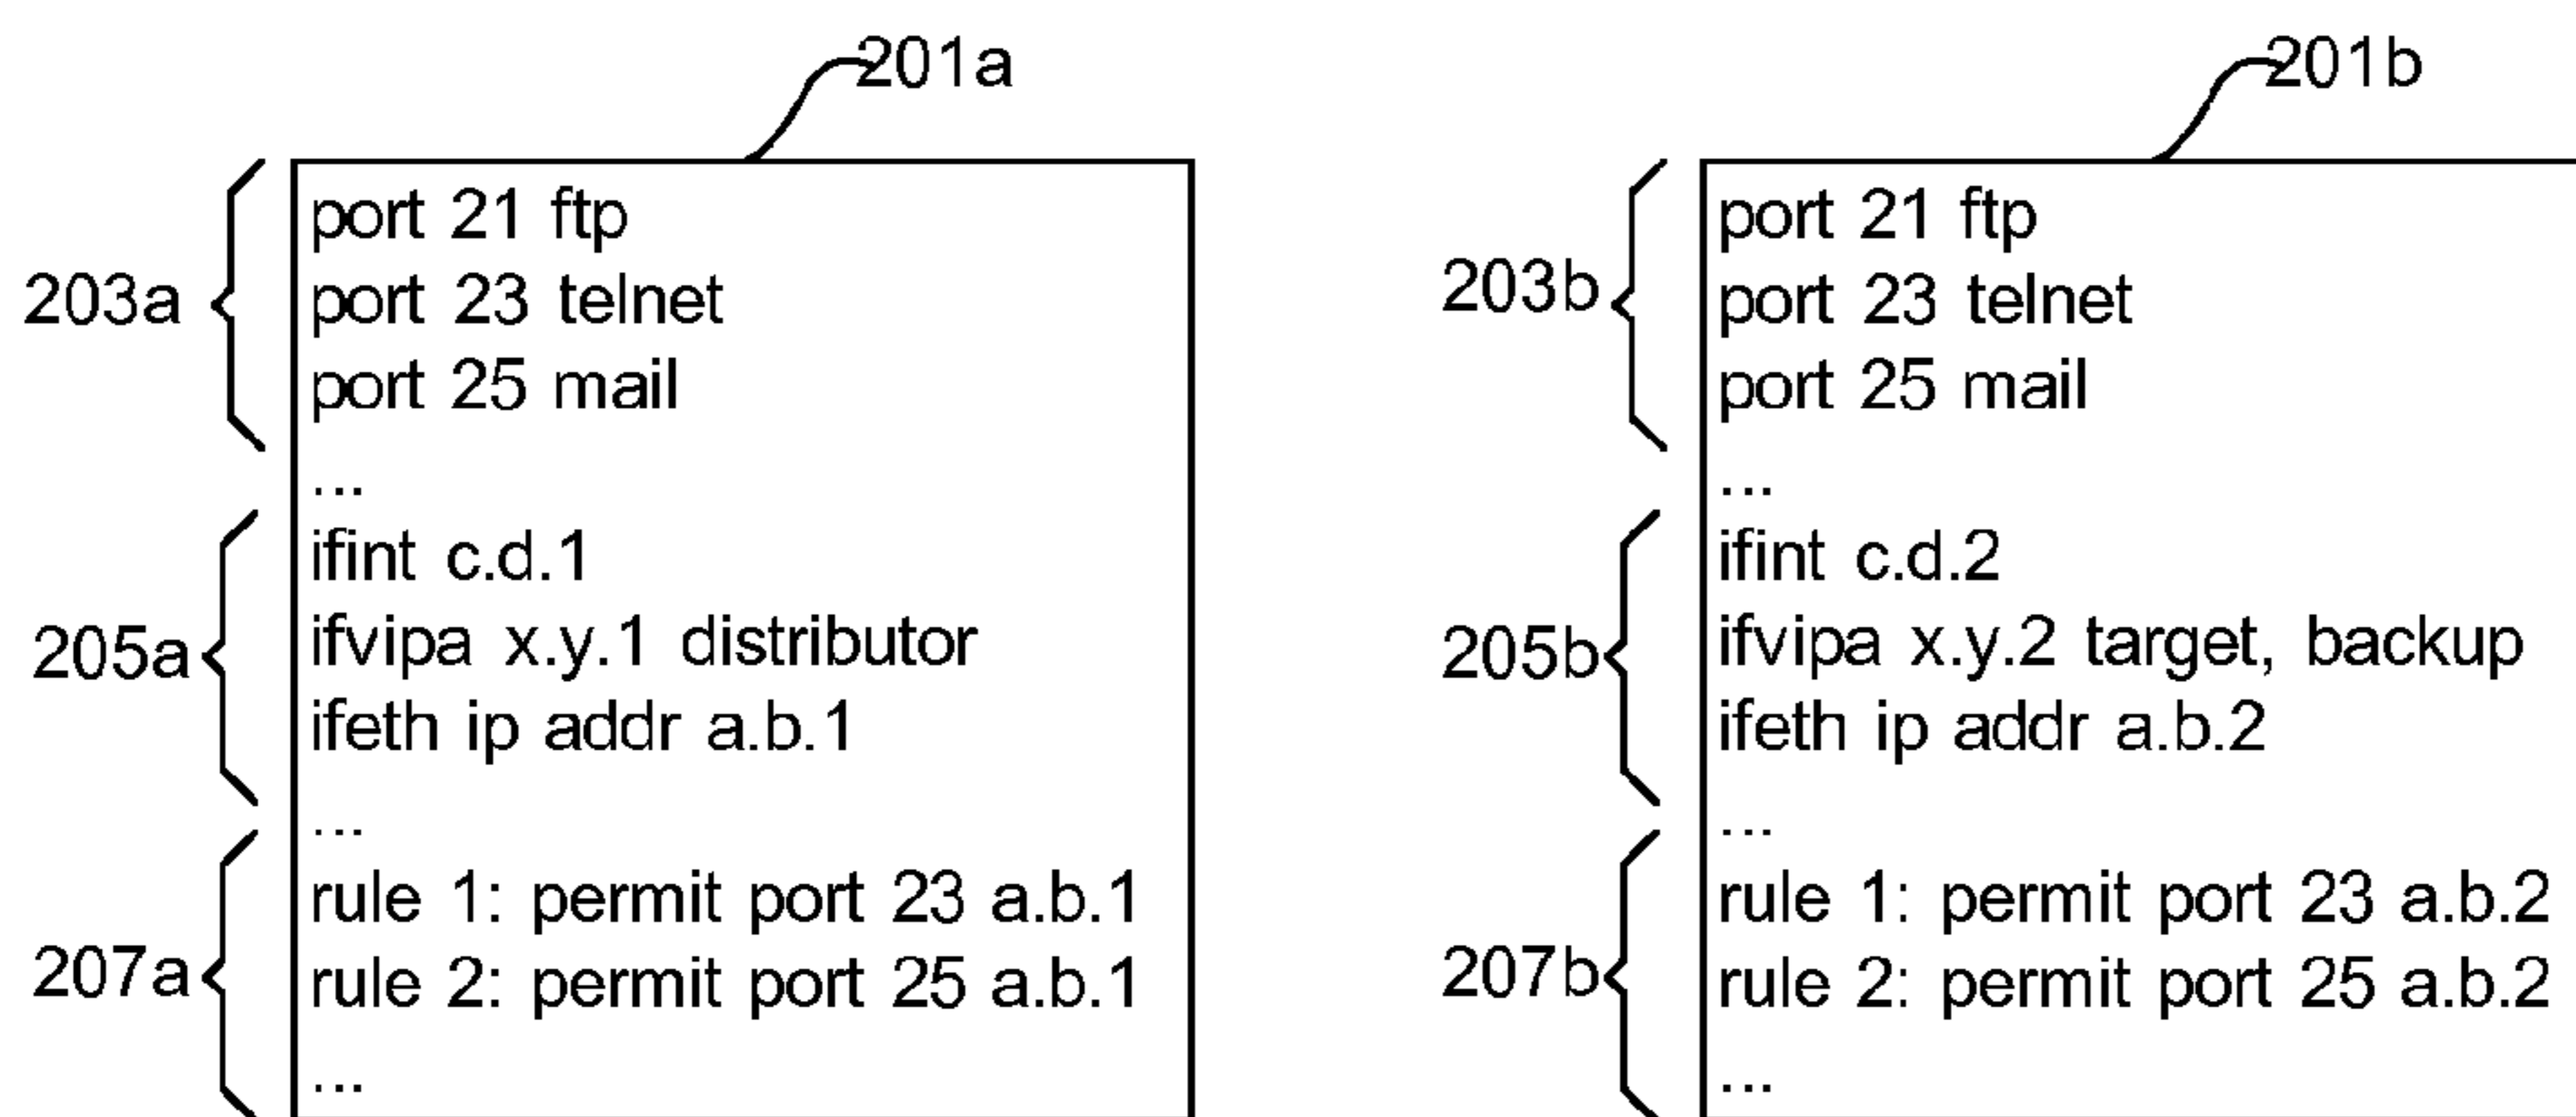 201a
203a
port 21 ftp
port 23 telnet
port 25 mail
...
205a
ifint c.d.1
ifvipa x.y.1 distributor
ifeth ip addr a.b.1
...
207a
rule 1: permit port 23 a.b.1
rule 2: permit port 25 a.b.1
...
201b
203b
port 21 ftp
port 23 telnet
port 25 mail
...
205b
ifint c.d.2
ifvipa x.y.2 target, backup
ifeth ip addr a.b.2
...
207b
rule 1: permit port 23 a.b.2
rule 2: permit port 25 a.b.2
...